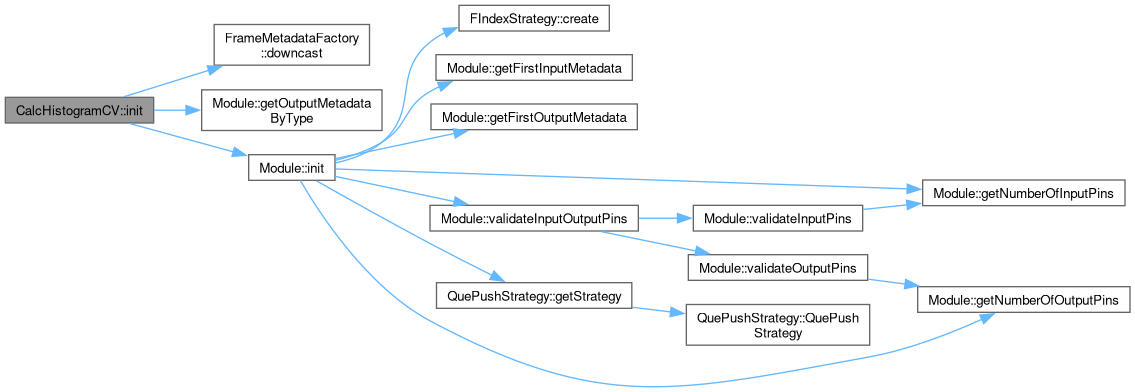 CalcHistogramCV::init
FrameMetadataFactory
::downcast
Module::getOutputMetadata
ByType
Module::init
FIndexStrategy::create
Module::getFirstInputMetadata
Module::getFirstOutputMetadata
Module::validateInputOutputPins
QuePushStrategy::getStrategy
Module::validateInputPins
Module::validateOutputPins
QuePushStrategy::QuePush
Strategy
Module::getNumberOfInputPins
Module::getNumberOfOutputPins